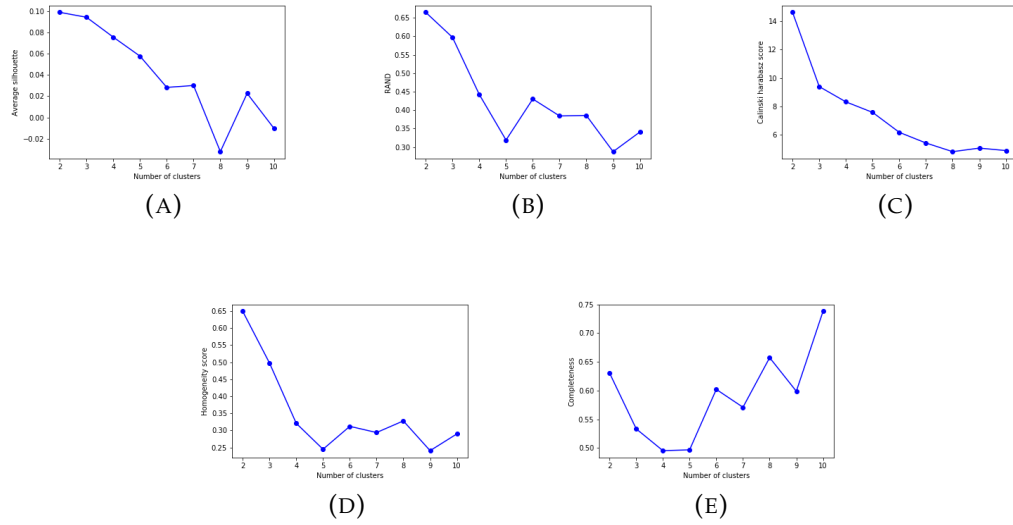 Average silhouette
0.10
0.08
0.06
0.04
0.02
0.00
−0.02
2 3 4 5 6 7 8 9 10
Number of clusters
(A)
RAND
0.65
0.60
0.55
0.50
0.45
0.40
0.35
0.30
2 3 4 5 6 7 8 9 10
Number of clusters
(B)
Calinski harabasz score
14
12
10
8
6
2 3 4 5 6 7 8 9 10
Number of clusters
(C)
Homogeneity score
0.65
0.60
0.55
0.50
0.45
0.40
0.35
0.30
0.25
2 3 4 5 6 7 8 9 10
Number of clusters
(D)
Completeness
0.75
0.70
0.65
0.60
0.55
0.50
2 3 4 5 6 7 8 9 10
Number of clusters
(E)